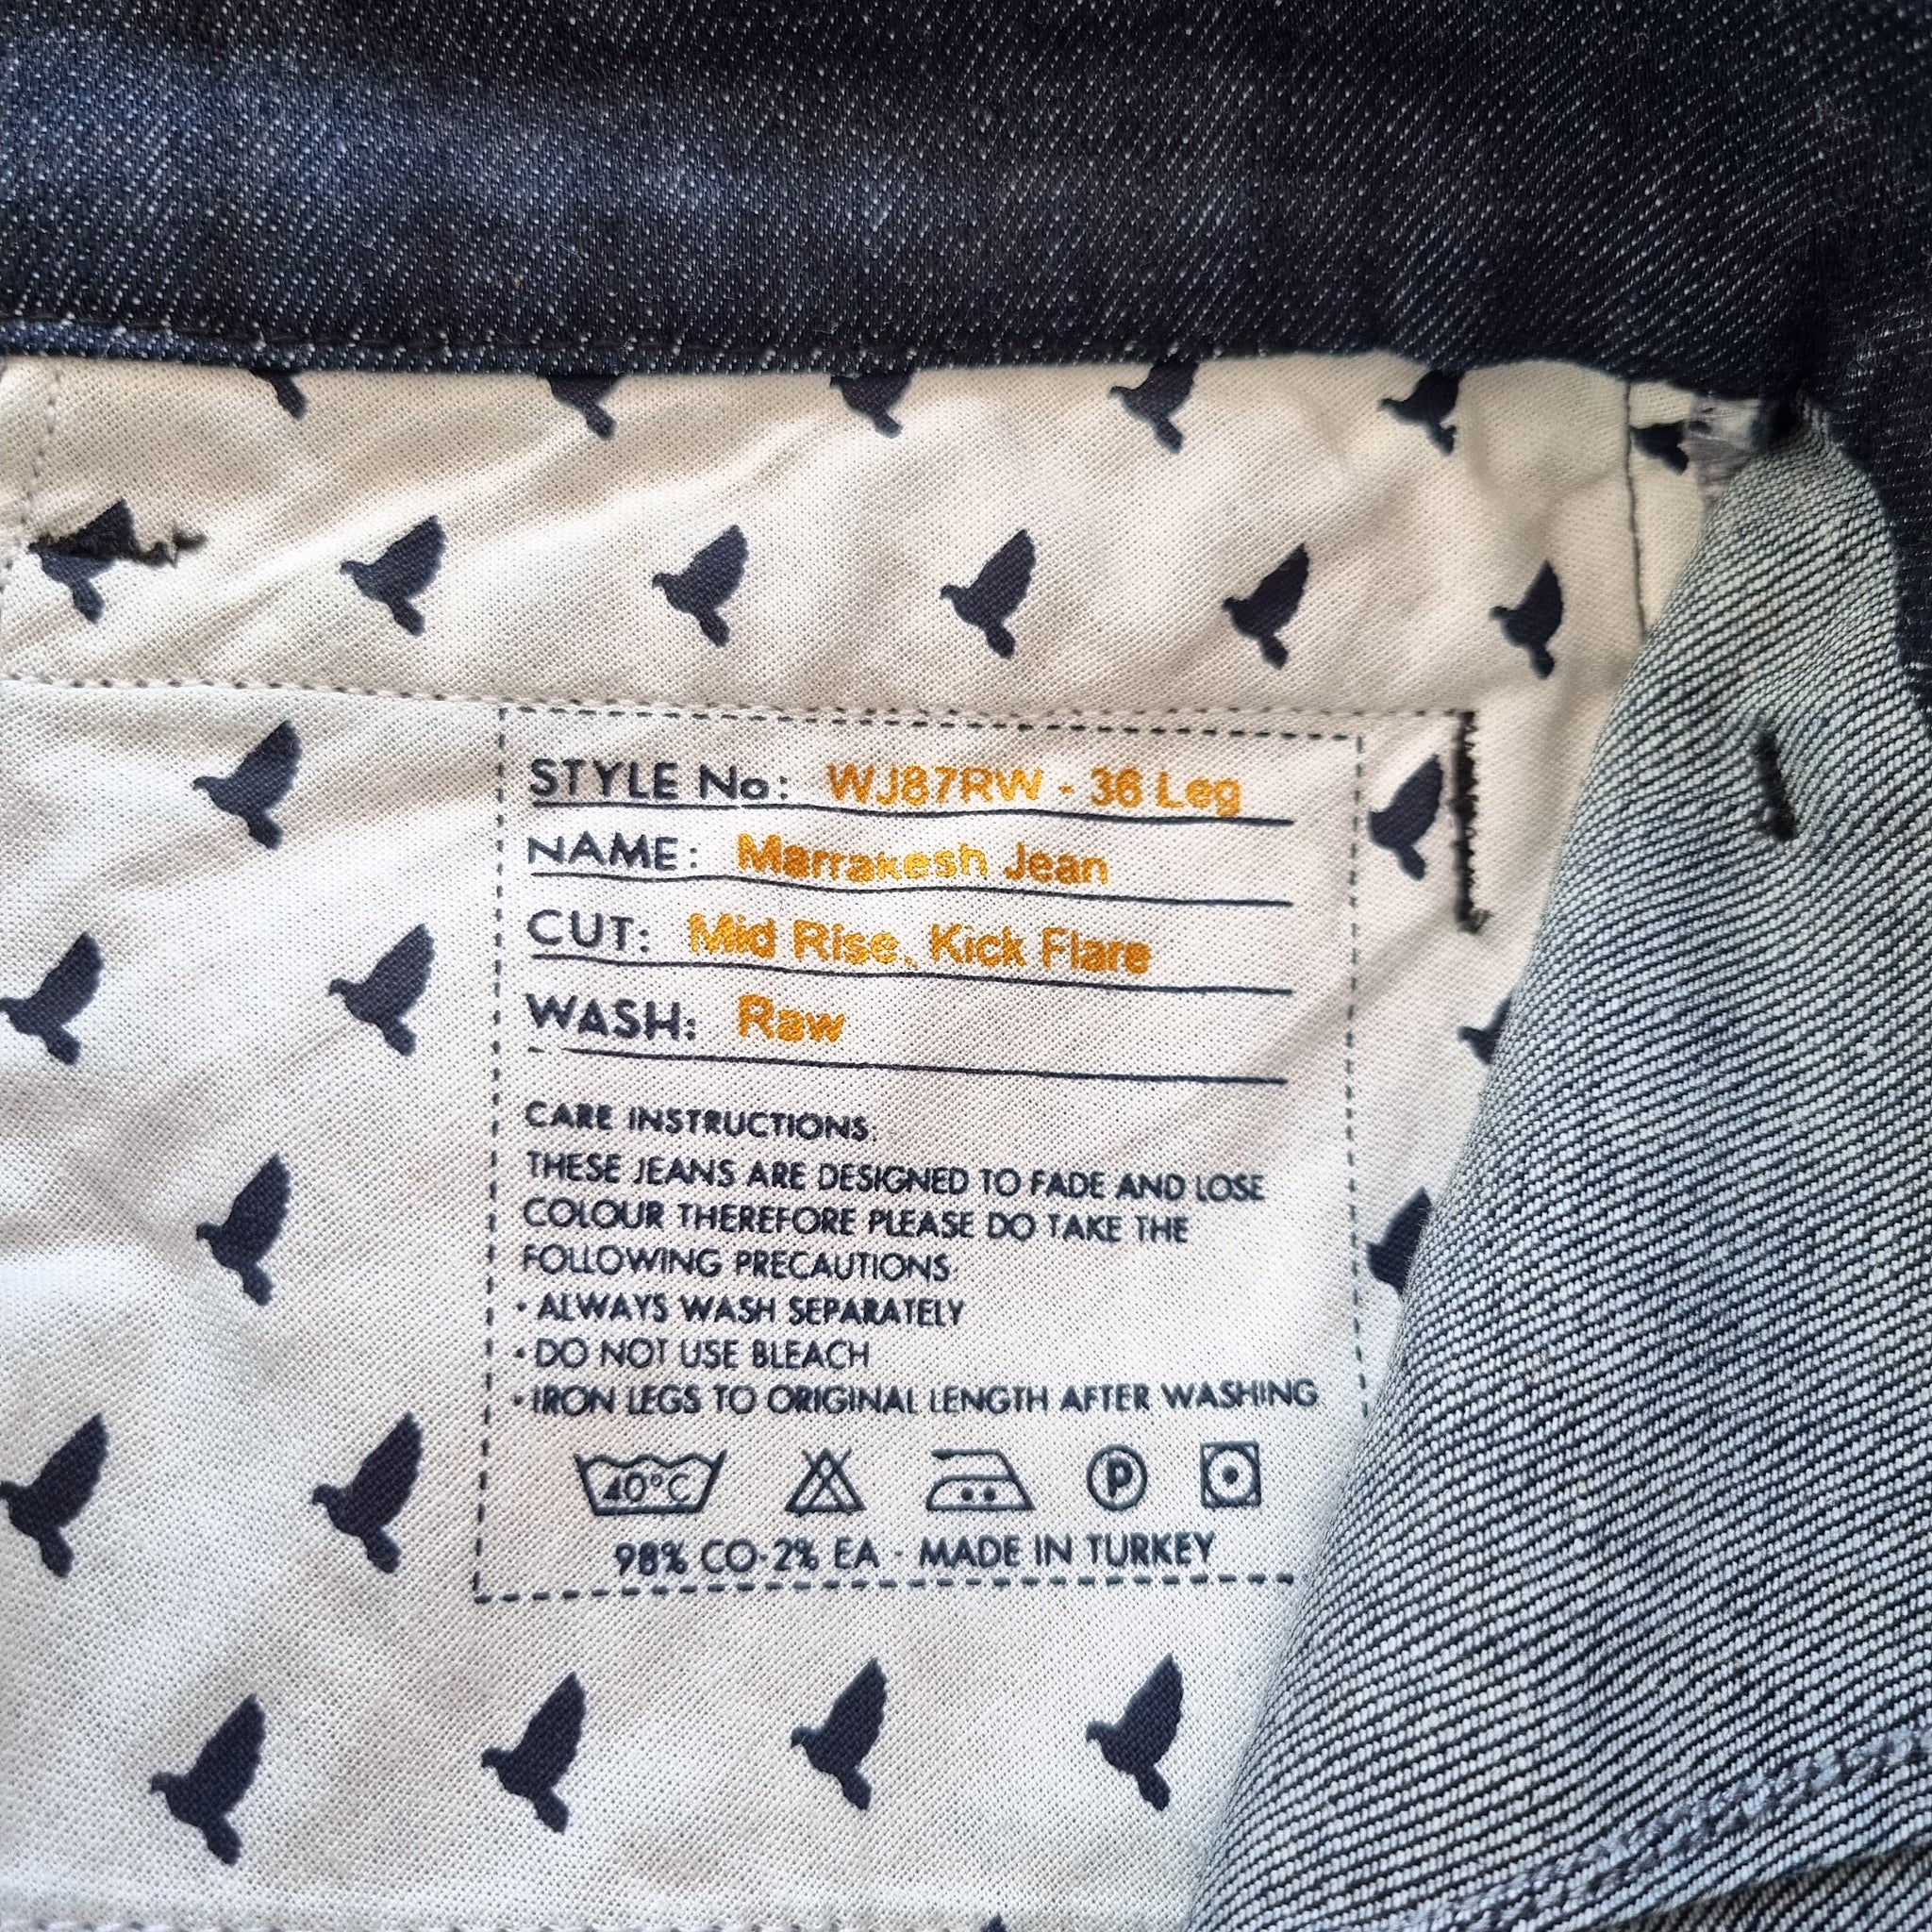 STYLE No: WJ87RW - 36 Leg
NAME: Marrakesh Jean
CUT: Mid Rise, Kick Flare
WASH: Raw
CARE INSTRUCTIONS:
THESE JEANS ARE DESIGNED TO FADE AND LOSE
COLOUR THEREFORE PLEASE DO TAKE THE
FOLLOWING PRECAUTIONS:
• ALWAYS WASH SEPARATELY
• DO NOT USE BLEACH
• IRON LEGS TO ORIGINAL LENGTH AFTER WASHING
40°C P
98% CO-2% EA - MADE IN TURKEY